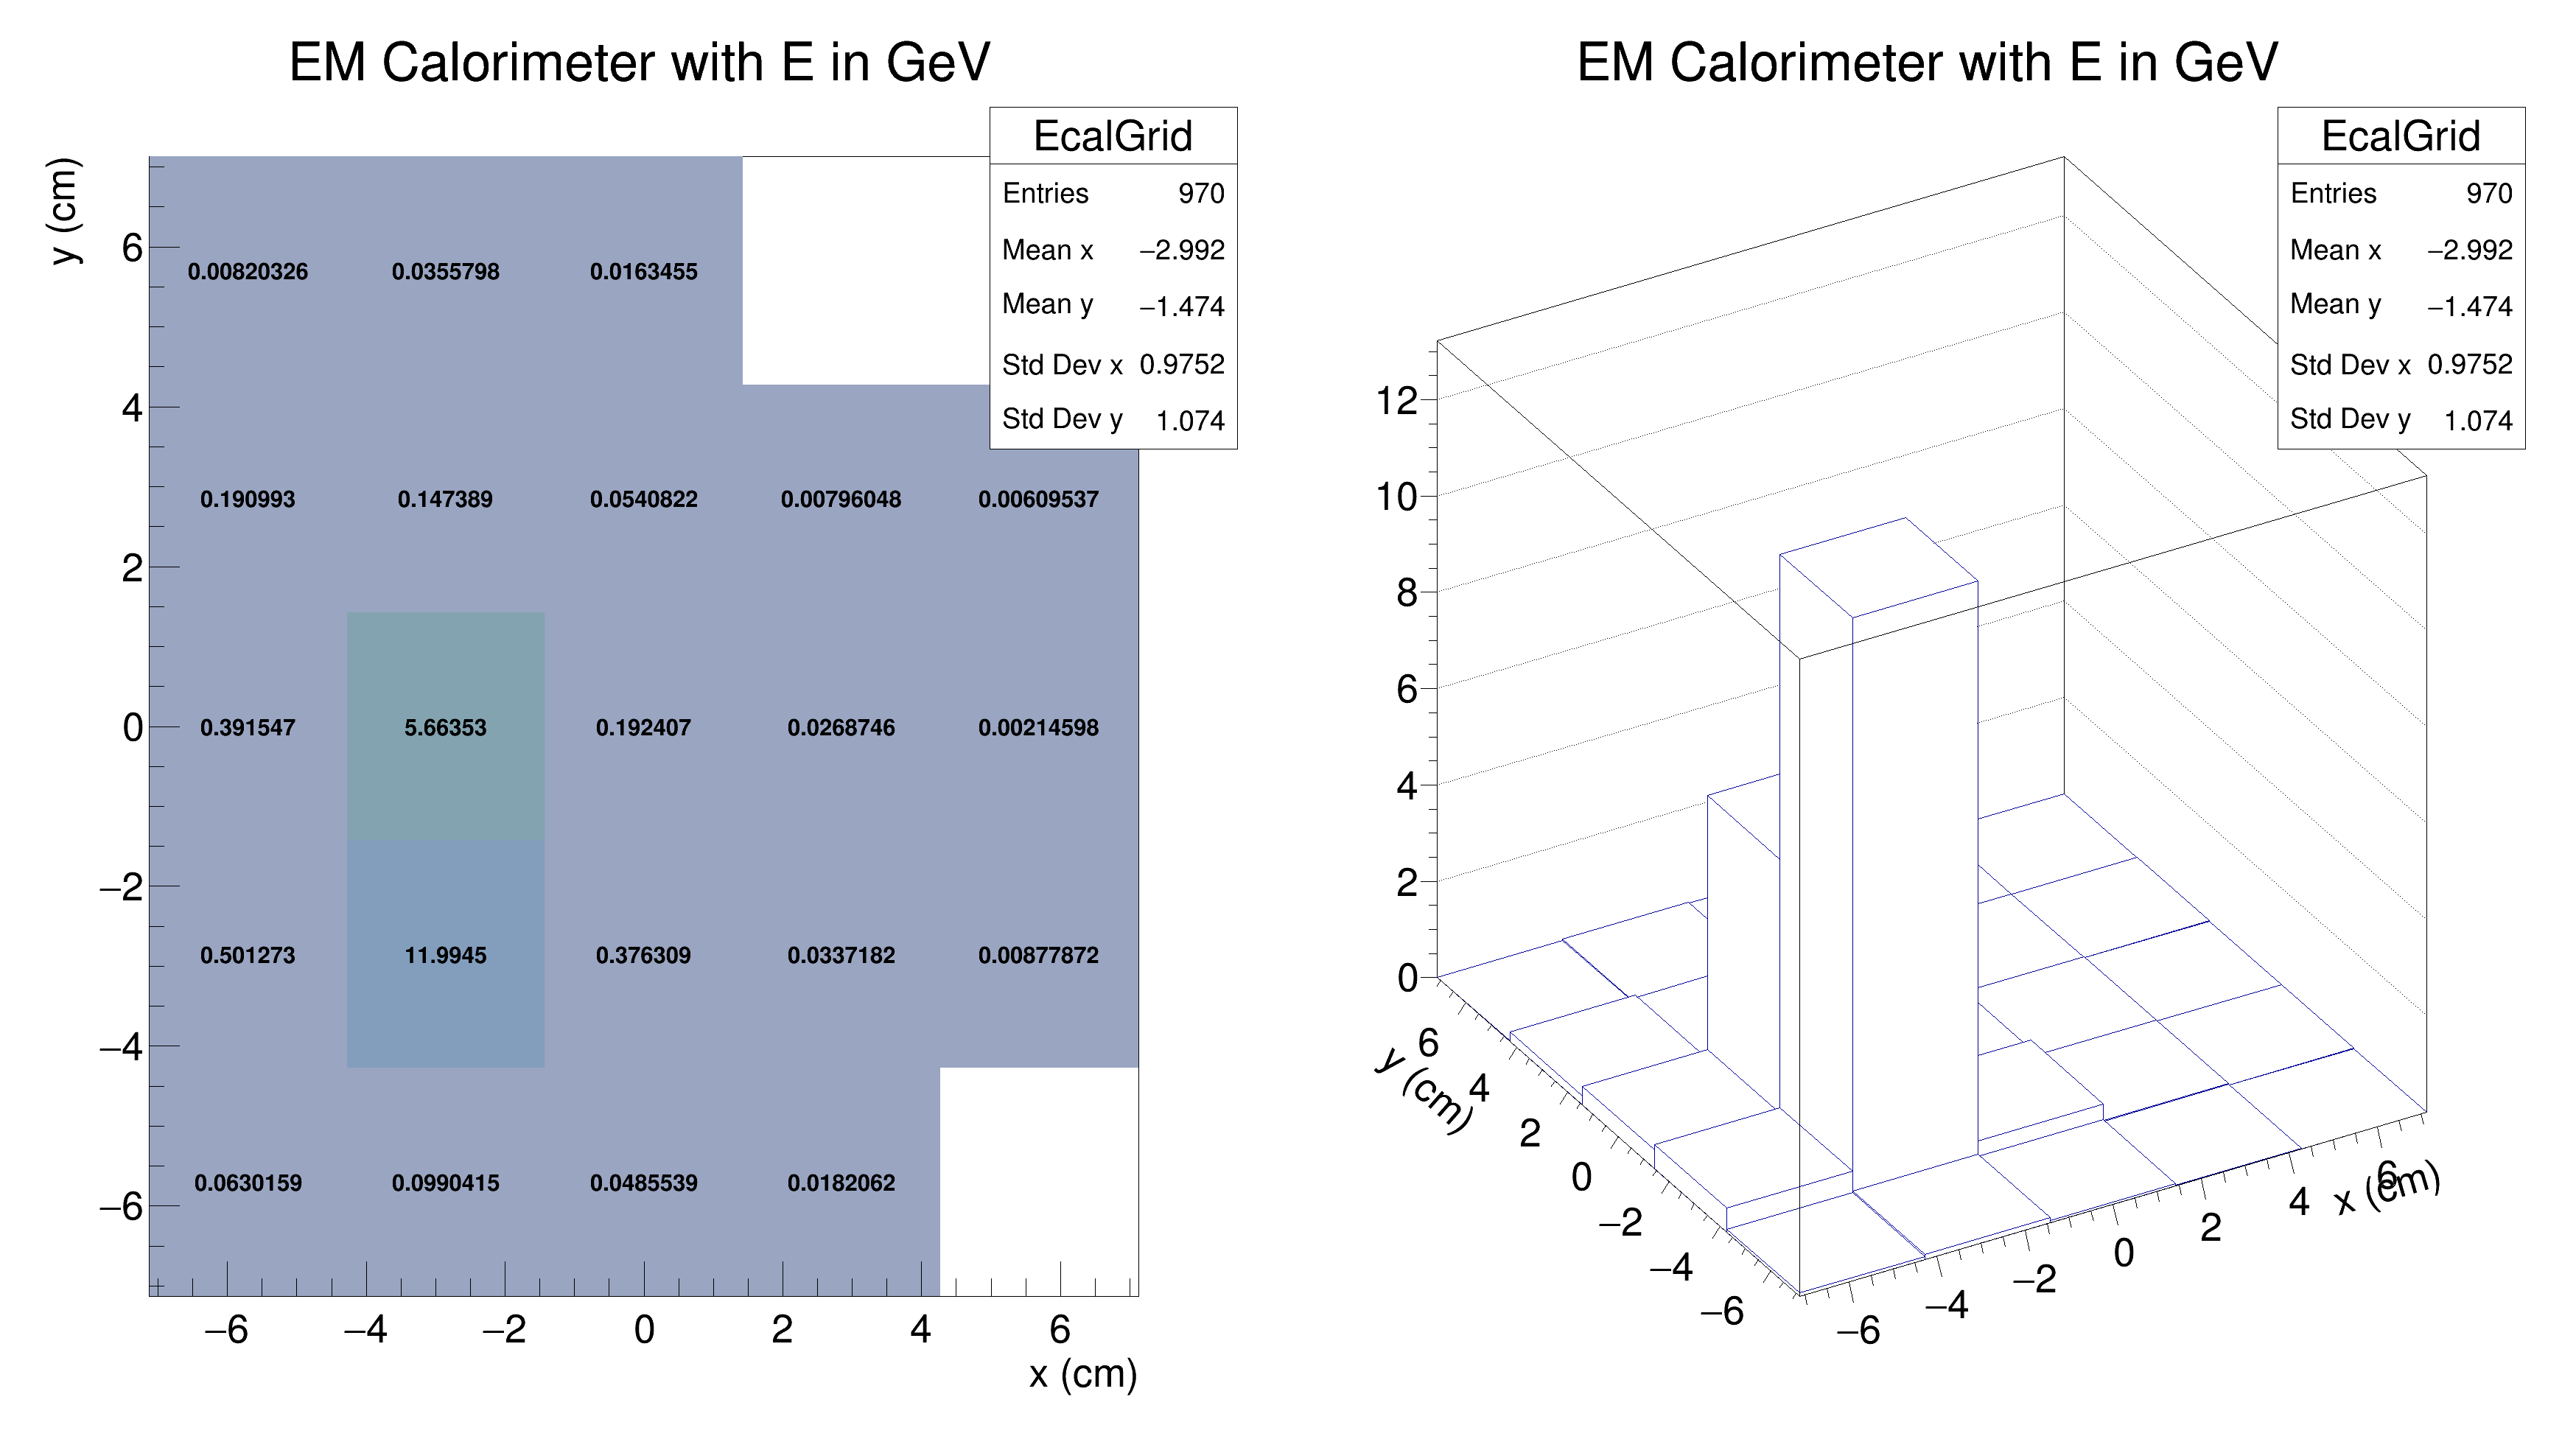 EM Calorimeter with E in GeV
EcalGrid
Entries 970
Mean x −2.992
Mean y −1.474
Std Dev x 0.9752
Std Dev y 1.074
y (cm)
6
4
2
0
−2
−4
−6
0.00820326 0.0355798 0.0163455
0.190993 0.147389 0.0540822 0.00796048 0.00609537
0.391547 5.66353 0.192407 0.0268746 0.00214598
0.501273 11.9945 0.376309 0.0337182 0.00877872
0.0630159 0.0990415 0.0485539 0.0182062
−6 −4 −2 0 2 4 6
x (cm)
EM Calorimeter with E in GeV
EcalGrid
Entries 970
Mean x −2.992
Mean y −1.474
Std Dev x 0.9752
Std Dev y 1.074
12
10
8
6
4
2
0
6
4
2
0
−2
−4
−6
y (cm)
−6 −4 −2 0 2 4 6
x (cm)